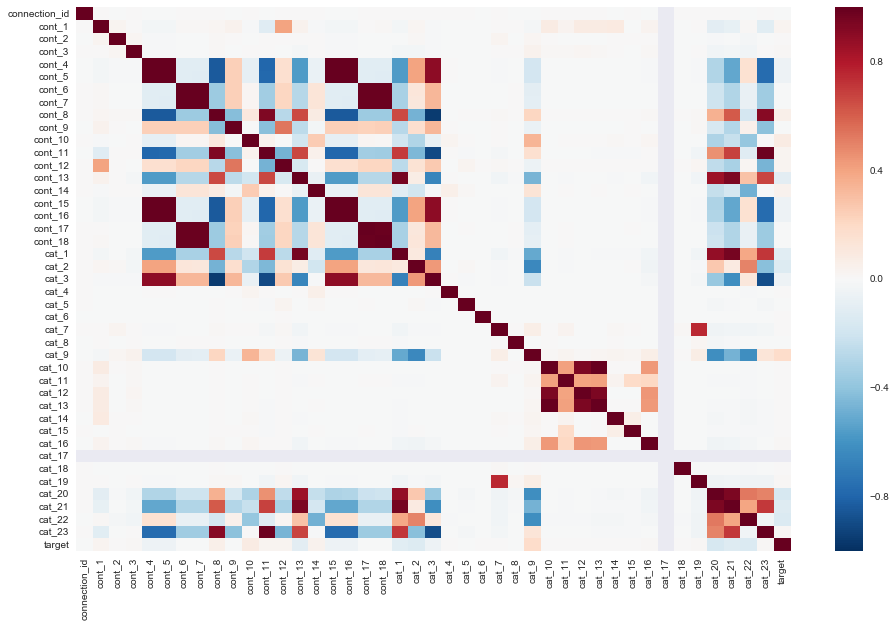 connection_id
cont_1
cont_2
cont_3
cont_4
cont_5
cont_6
cont_7
cont_8
cont_9
cont_10
cont_11
cont_12
cont_13
cont_14
cont_15
cont_16
cont_17
cont_18
cat_1
cat_2
cat_3
cat_4
cat_5
cat_6
cat_7
cat_8
cat_9
cat_10
cat_11
cat_12
cat_13
cat_14
cat_15
cat_16
cat_17
cat_18
cat_19
cat_20
cat_21
cat_22
cat_23
target
connection_id
cont_1
cont_2
cont_3
cont_4
cont_5
cont_6
cont_7
cont_8
cont_9
cont_10
cont_11
cont_12
cont_13
cont_14
cont_15
cont_16
cont_17
cont_18
cat_1
cat_2
cat_3
cat_4
cat_5
cat_6
cat_7
cat_8
cat_9
cat_10
cat_11
cat_12
cat_13
cat_14
cat_15
cat_16
cat_17
cat_18
cat_19
cat_20
cat_21
cat_22
cat_23
target
0.8
0.4
0.0
−0.4
−0.8